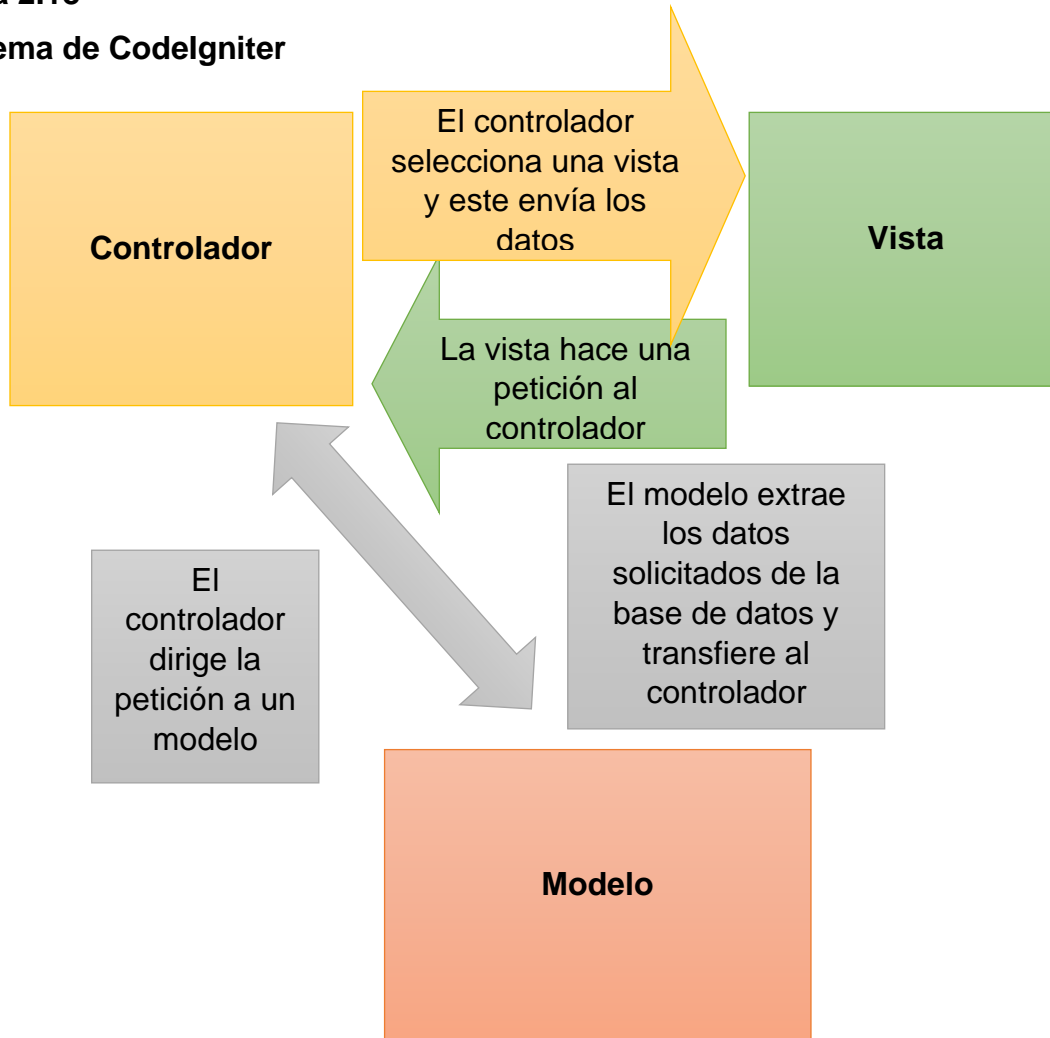 ema de CodeIgniter
Controlador
El controlador
selecciona una vista
y este envía los
datos
Vista
La vista hace una
petición al
controlador
El
controlador
dirige la
petición a un
modelo
El modelo extrae
los datos
solicitados de la
base de datos y
transfiere al
controlador
Modelo